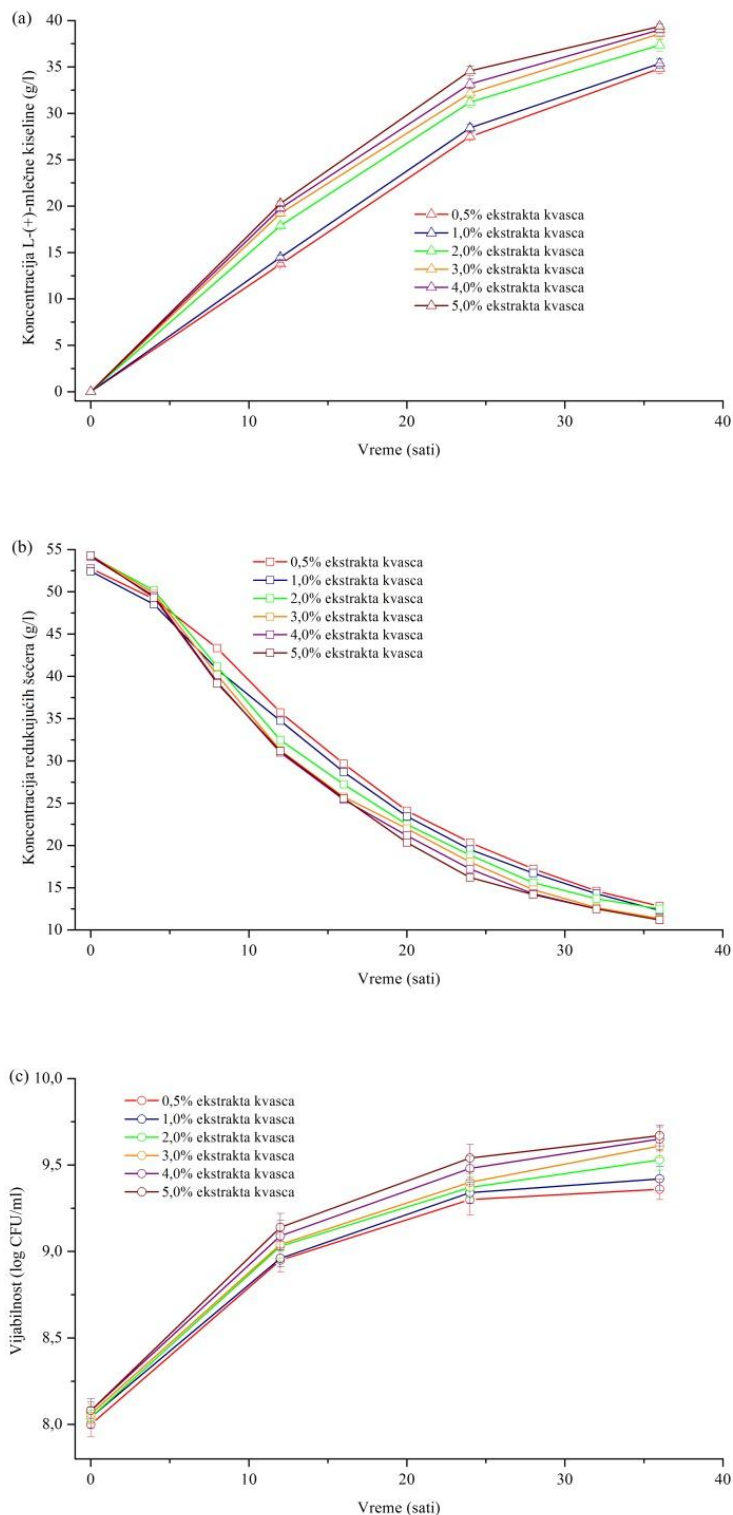 (a)
Koncentracija L-(+)-mlečne kiseline (g/l)
40
35
30
25
20
15
10
5
0
0,5% ekstrakta kvasca
1,0% ekstrakta kvasca
2,0% ekstrakta kvasca
3,0% ekstrakta kvasca
4,0% ekstrakta kvasca
5,0% ekstrakta kvasca
0 10 20 30 40
Vreme (sati)
(b)
Koncentracija redukujućih šećera (g/l)
55
50
45
40
35
30
25
20
15
10
0,5% ekstrakta kvasca
1,0% ekstrakta kvasca
2,0% ekstrakta kvasca
3,0% ekstrakta kvasca
4,0% ekstrakta kvasca
5,0% ekstrakta kvasca
0 10 20 30 40
Vreme (sati)
(c)
Vijabilnost (log CFU/ml)
10,0
9,5
9,0
8,5
8,0
0,5% ekstrakta kvasca
1,0% ekstrakta kvasca
2,0% ekstrakta kvasca
3,0% ekstrakta kvasca
4,0% ekstrakta kvasca
5,0% ekstrakta kvasca
0 10 20 30 40
Vreme (sati)